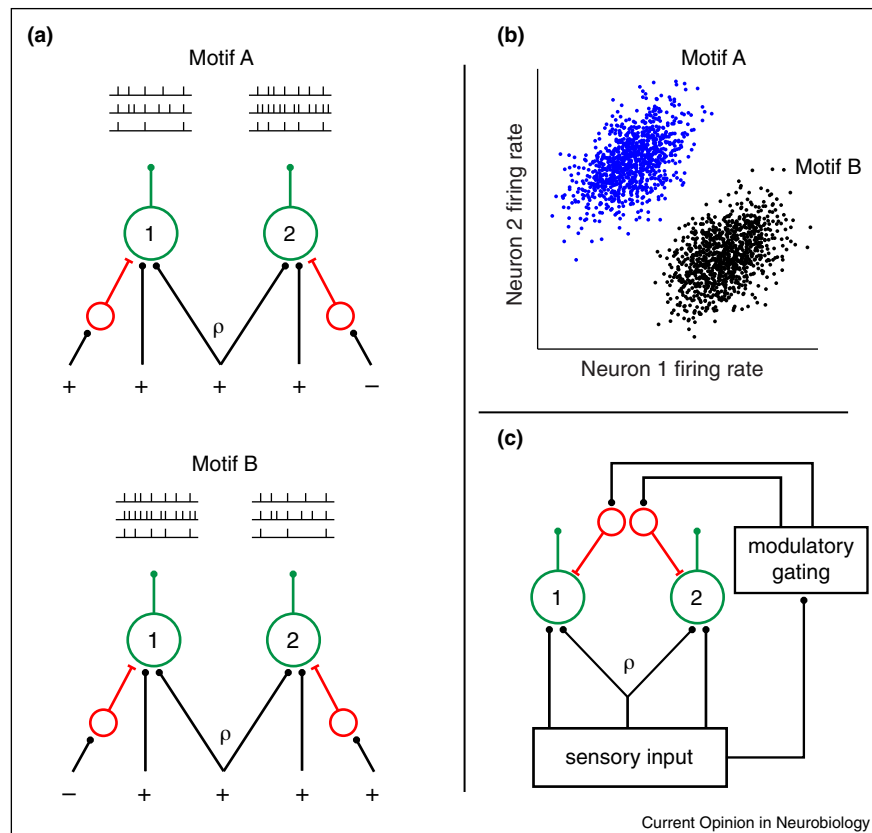 (a)
Motif A
1
2
ρ
+ + + + −
Motif B
1
2
ρ
− + + + +
(b)
Motif A
Motif B
Neuron 2 firing rate
Neuron 1 firing rate
(c)
modulatory
gating
1
2
ρ
sensory input
Current Opinion in Neurobiology